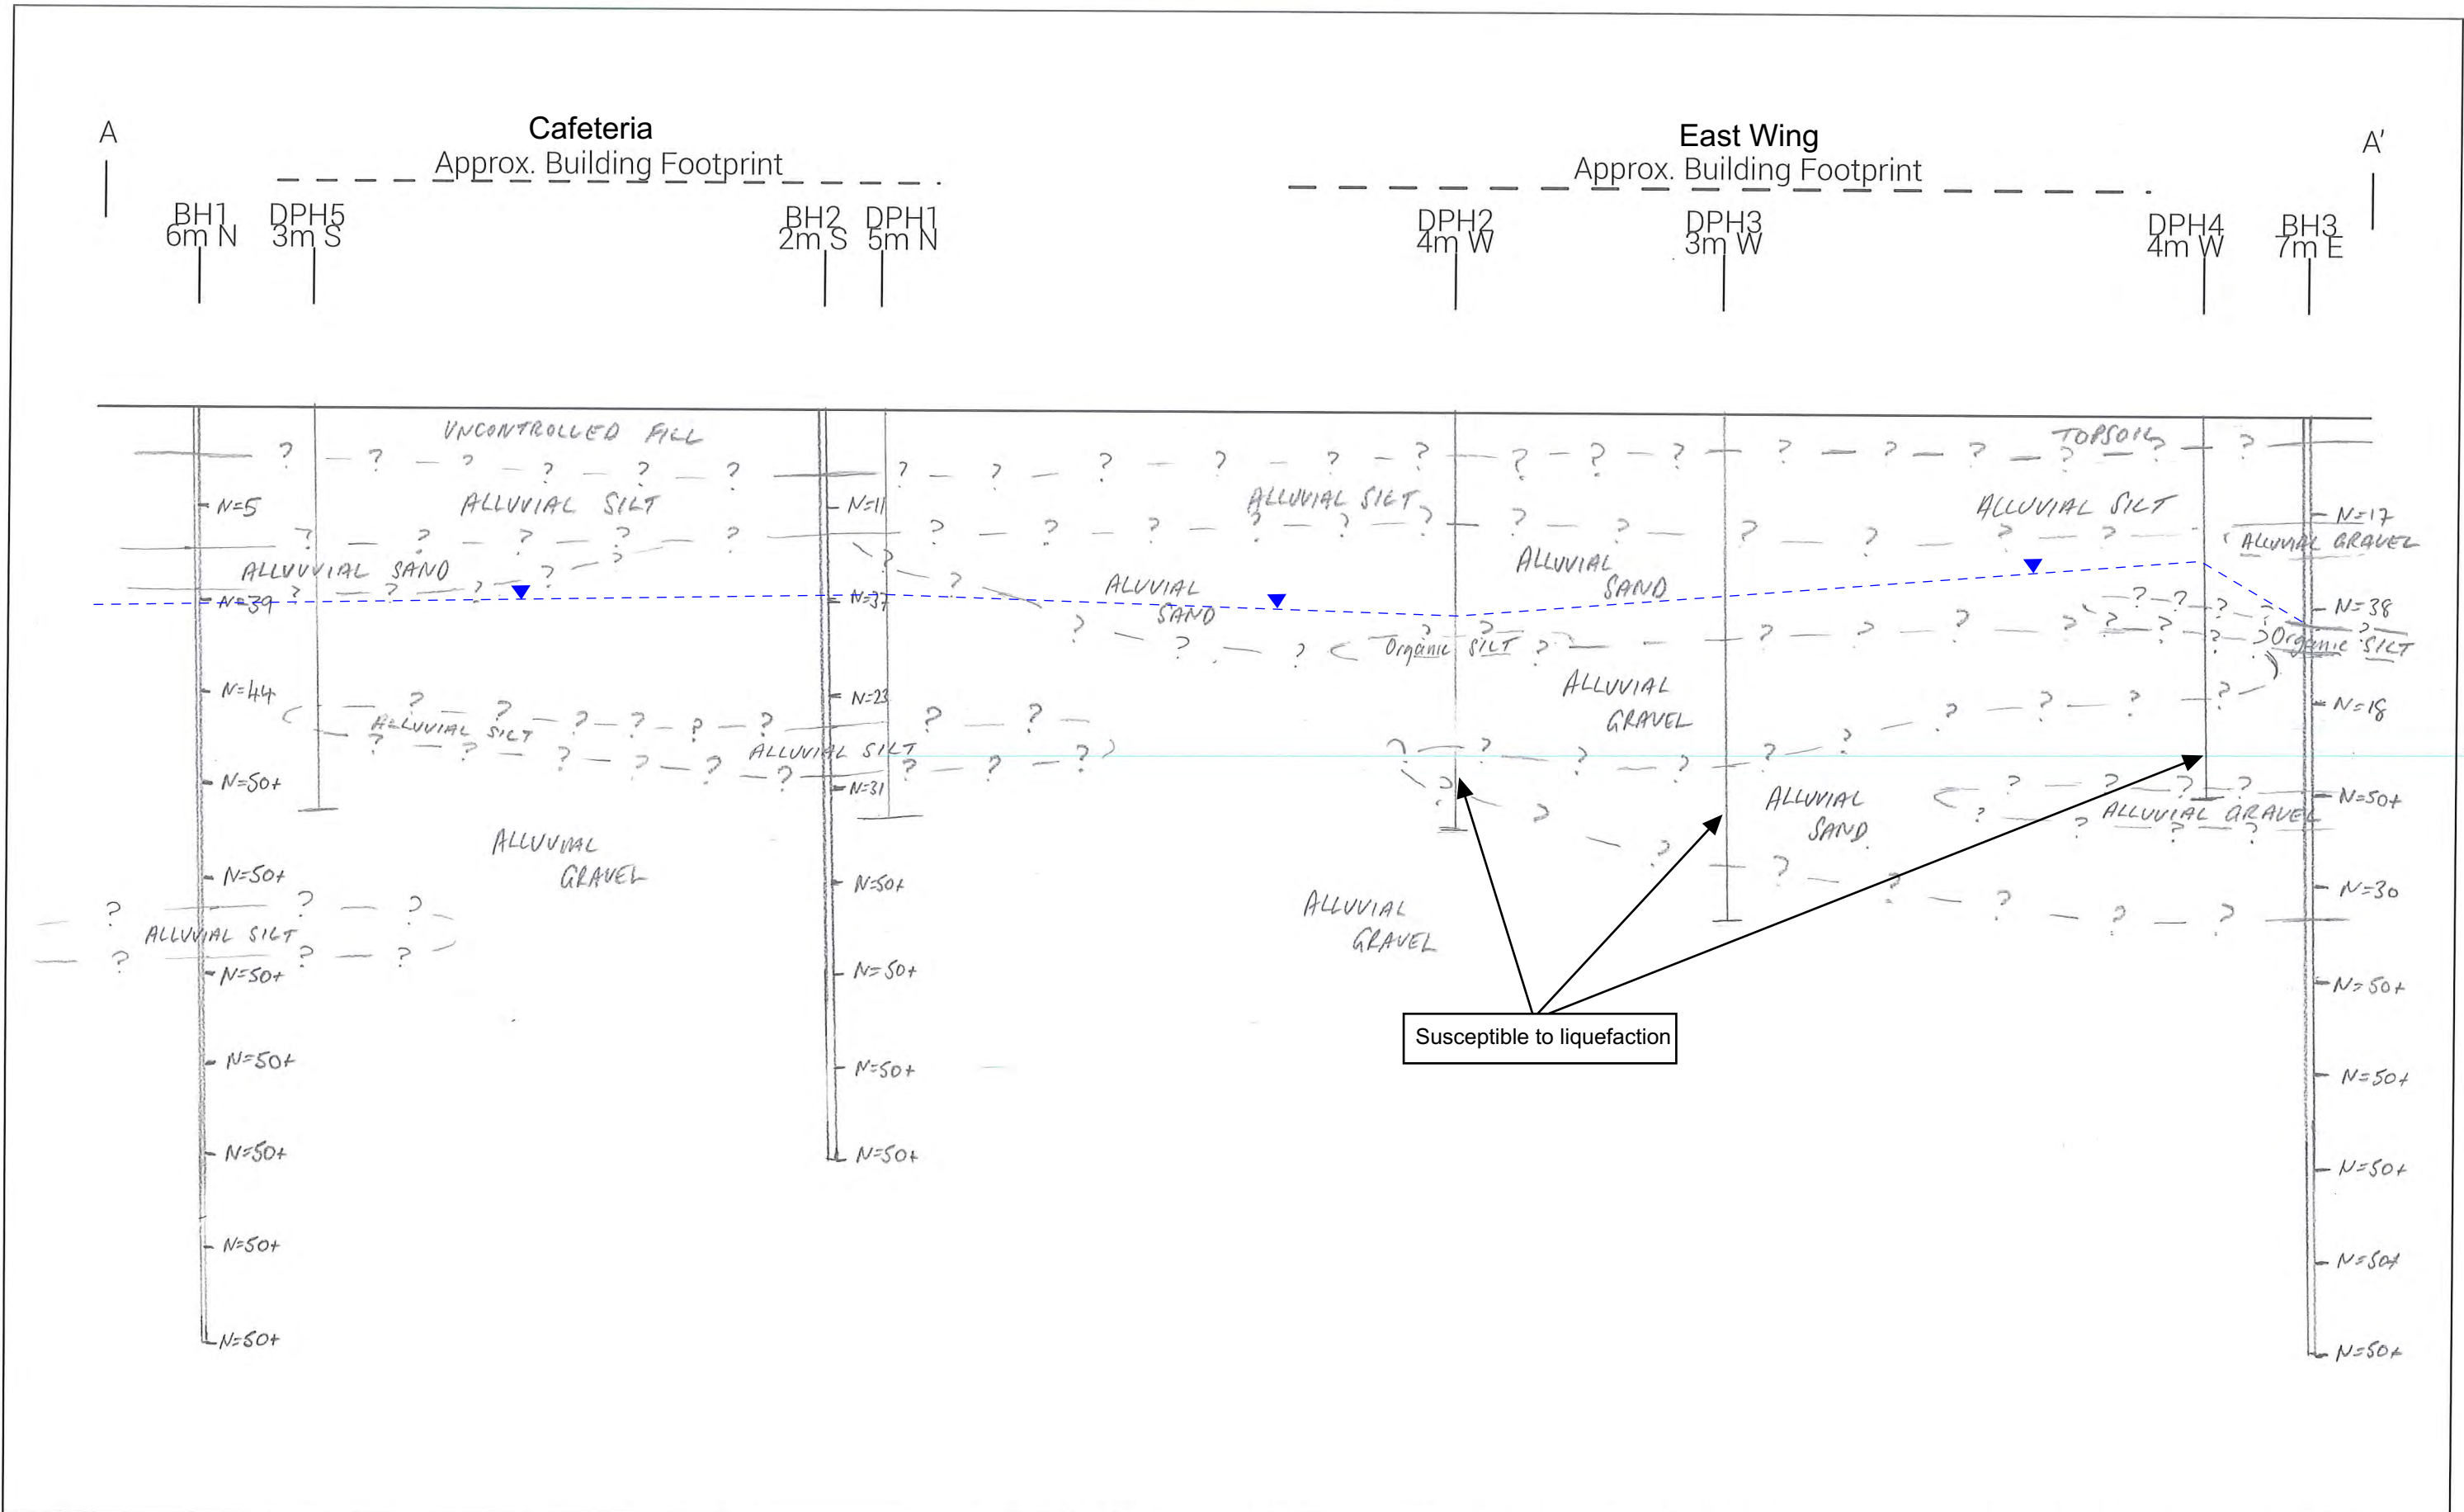 A
Cafeteria
Approx. Building Footprint
East Wing
Approx. Building Footprint
A'
BH1
6m N
DPH5
3m S
BH2
2m S
DPH1
5m N
DPH2
4m W
DPH3
3m W
DPH4
4m W
BH3
7m E
UNCONTROLLED FILL
TOPSOIL
ALLUVIAL SILT
ALLUVIAL SILT
ALLUVIAL SILT
N=5
N=11
N=17
ALLUVIAL GRAVEL
ALLUVVIAL SAND
ALUVIAL
SAND
ALLUVIAL
SAND
N=39
N=37
N=38
Organic SILT
Organic SILT
N=44
N=23
ALLUVIAL
GRAVEL
N=18
ALLUVIAL SILT
ALLUVIAL SILT
N=50+
N=31
ALLUVIAL
SAND
N=50+
ALLUVIAL GRAVEL
ALLUVIAL
GRAVEL
N=50+
N=50+
N=30
ALLUVIAL
GRAVEL
ALLUVIAL SILT
N=50+
N=50+
N=50+
Susceptible to liquefaction
N=50+
N=50+
N=50+
N=50+
N=50+
N=50+
N=50+
N=50+
N=50+
N=50+